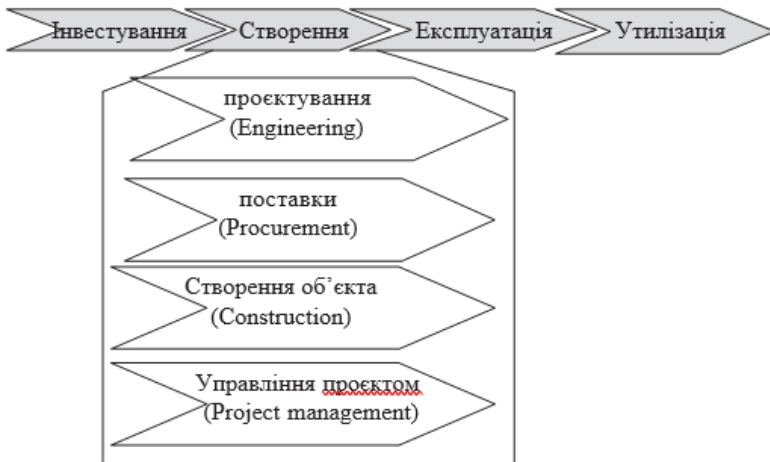 Інвестування Створення Експлуатація Утилізація
проєктування
(Engineering)
поставки
(Procurement)
Створення об’єкта
(Construction)
Управління проєктом
(Project management)